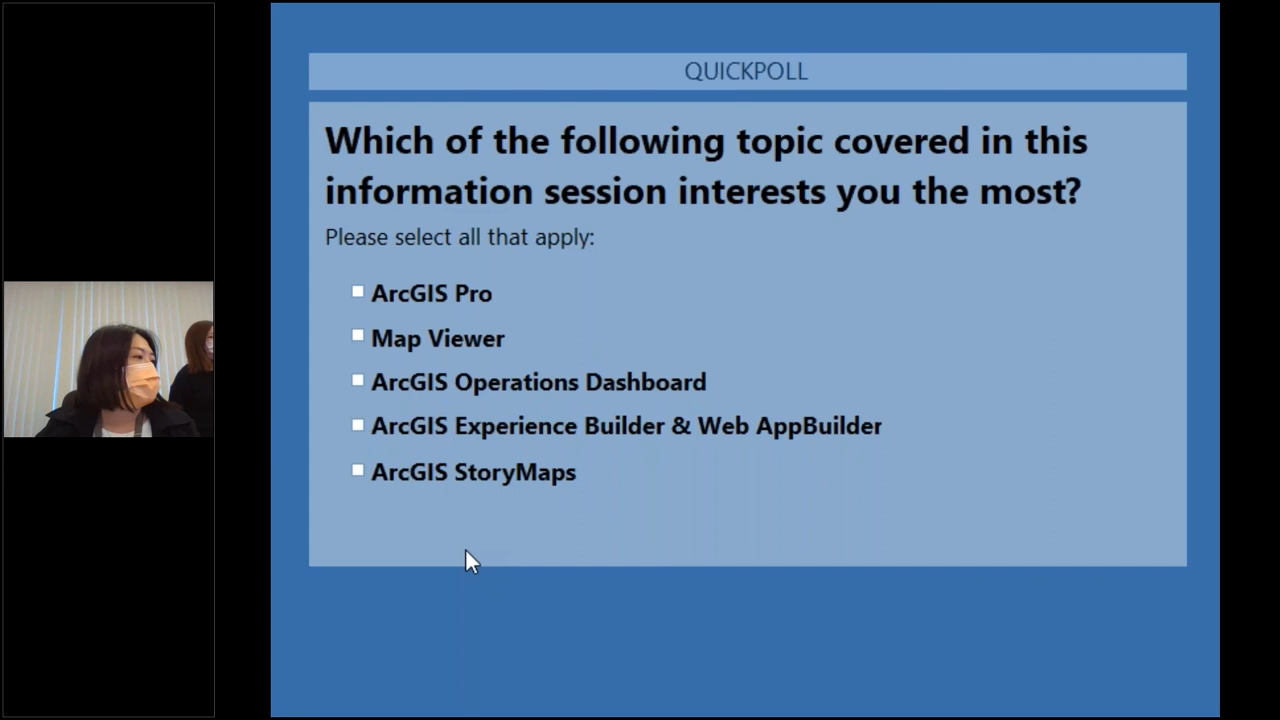 QUICKPOLL
Which of the following topic covered in this
information session interests you the most?
Please select all that apply:
ArcGIS Pro
Map Viewer
ArcGIS Operations Dashboard
ArcGIS Experience Builder & Web AppBuilder
ArcGIS StoryMaps